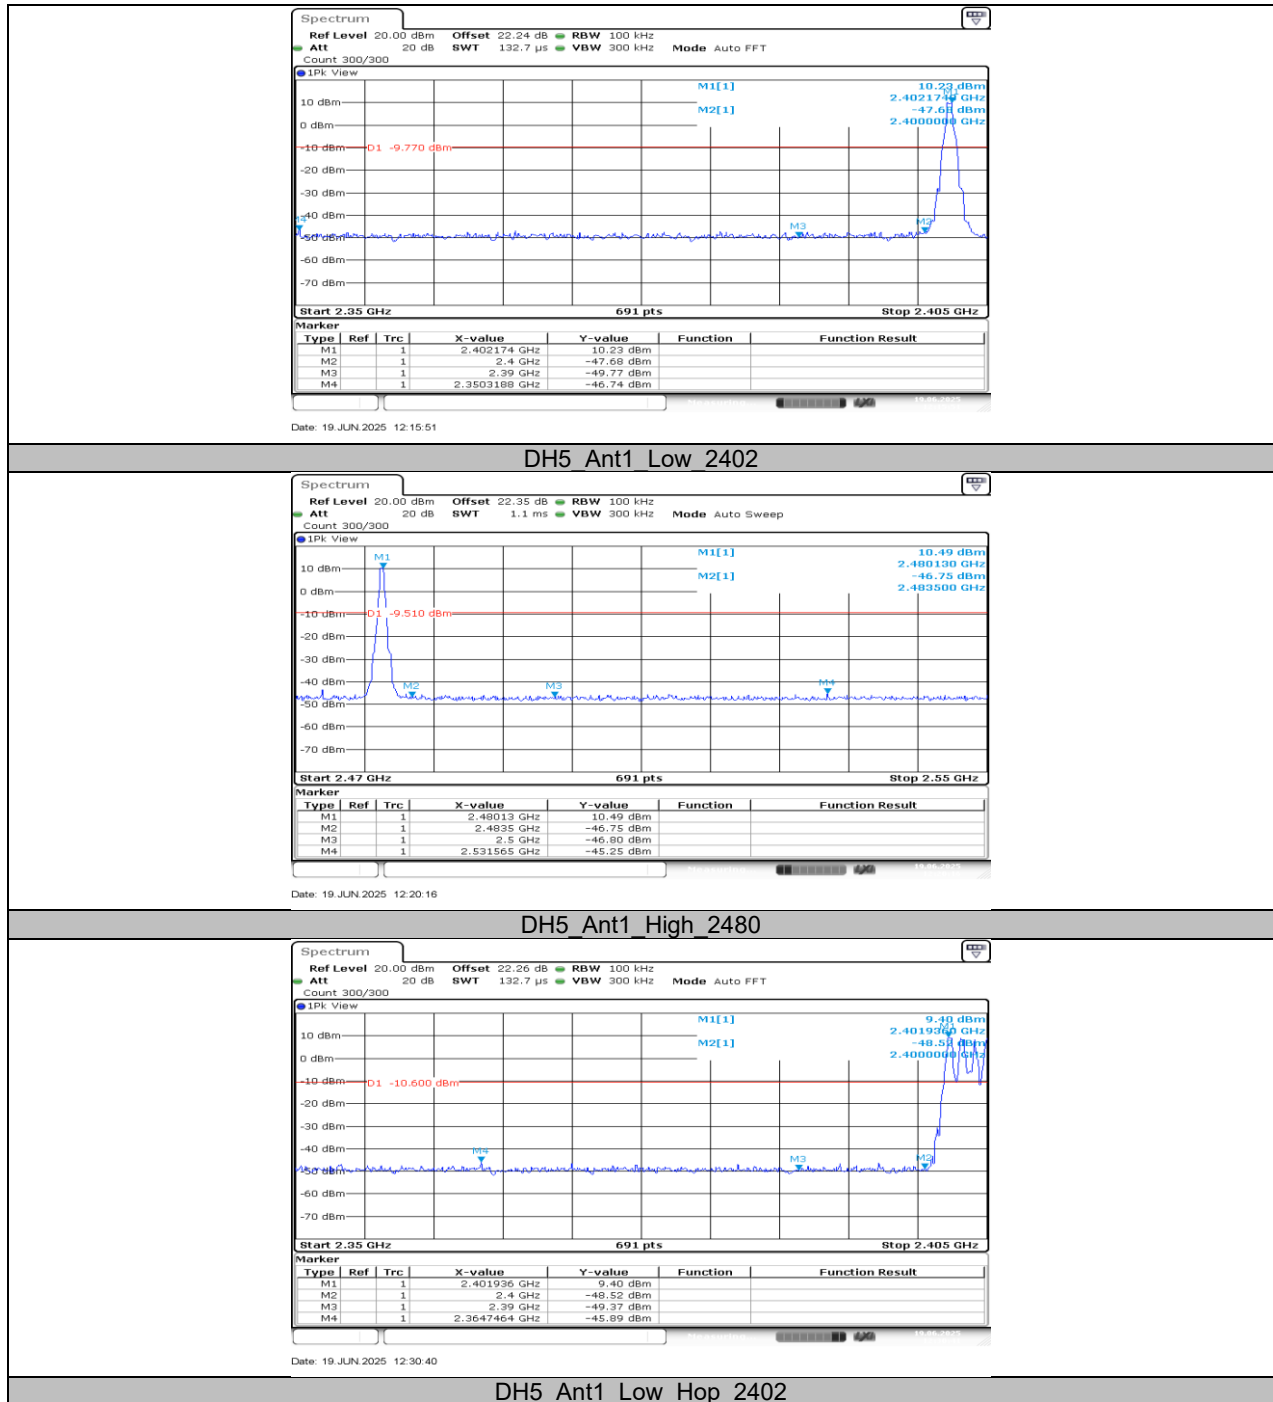 Spectrum
Ref Level 20.00 dBm Offset 22.24 dB RBW 100 kHz
Att 20 dB SWT 132.7 µs VBW 300 kHz Mode Auto FFT
Count 300/300
1Pk View
M1[1] 10.23 dBm
2.4021740 GHz
M2[1] -47.68 dBm
2.4000000 GHz
M1
10 dBm
0 dBm
-10 dBm
D1 -9.770 dBm
-20 dBm
-30 dBm
-40 dBm
M4
M3
M2
-50 dBm
-60 dBm
-70 dBm
Start 2.35 GHz 691 pts Stop 2.405 GHz
Marker
Type Ref Trc X-value Y-value Function Function Result
M1 1 2.402174 GHz 10.23 dBm
M2 1 2.4 GHz -47.68 dBm
M3 1 2.39 GHz -49.77 dBm
M4 1 2.3503188 GHz -46.74 dBm
19.06.2025
Date: 19.JUN.2025 12:15:51
DH5_Ant1_Low_2402
Spectrum
Ref Level 20.00 dBm Offset 22.35 dB RBW 100 kHz
Att 20 dB SWT 1.1 ms VBW 300 kHz Mode Auto Sweep
Count 300/300
1Pk View
M1[1] 10.49 dBm
2.480130 GHz
M2[1] -46.75 dBm
2.483500 GHz
M1
10 dBm
0 dBm
-10 dBm
D1 -9.510 dBm
-20 dBm
-30 dBm
-40 dBm
M2
M3
M4
-50 dBm
-60 dBm
-70 dBm
Start 2.47 GHz 691 pts Stop 2.55 GHz
Marker
Type Ref Trc X-value Y-value Function Function Result
M1 1 2.48013 GHz 10.49 dBm
M2 1 2.4835 GHz -46.75 dBm
M3 1 2.5 GHz -46.80 dBm
M4 1 2.531565 GHz -45.25 dBm
19.06.2025
Date: 19.JUN.2025 12:20:16
DH5_Ant1_High_2480
Spectrum
Ref Level 20.00 dBm Offset 22.26 dB RBW 100 kHz
Att 20 dB SWT 132.7 µs VBW 300 kHz Mode Auto FFT
Count 300/300
1Pk View
M1[1] 9.40 dBm
2.4019360 GHz
M2[1] -48.52 dBm
2.4000000 GHz
M1
10 dBm
0 dBm
-10 dBm
D1 -10.600 dBm
-20 dBm
-30 dBm
-40 dBm
M4
M3
M2
-50 dBm
-60 dBm
-70 dBm
Start 2.35 GHz 691 pts Stop 2.405 GHz
Marker
Type Ref Trc X-value Y-value Function Function Result
M1 1 2.401936 GHz 9.40 dBm
M2 1 2.4 GHz -48.52 dBm
M3 1 2.39 GHz -49.37 dBm
M4 1 2.3647464 GHz -45.89 dBm
19.06.2025
Date: 19.JUN.2025 12:30:40
DH5_Ant1_Low_Hop_2402